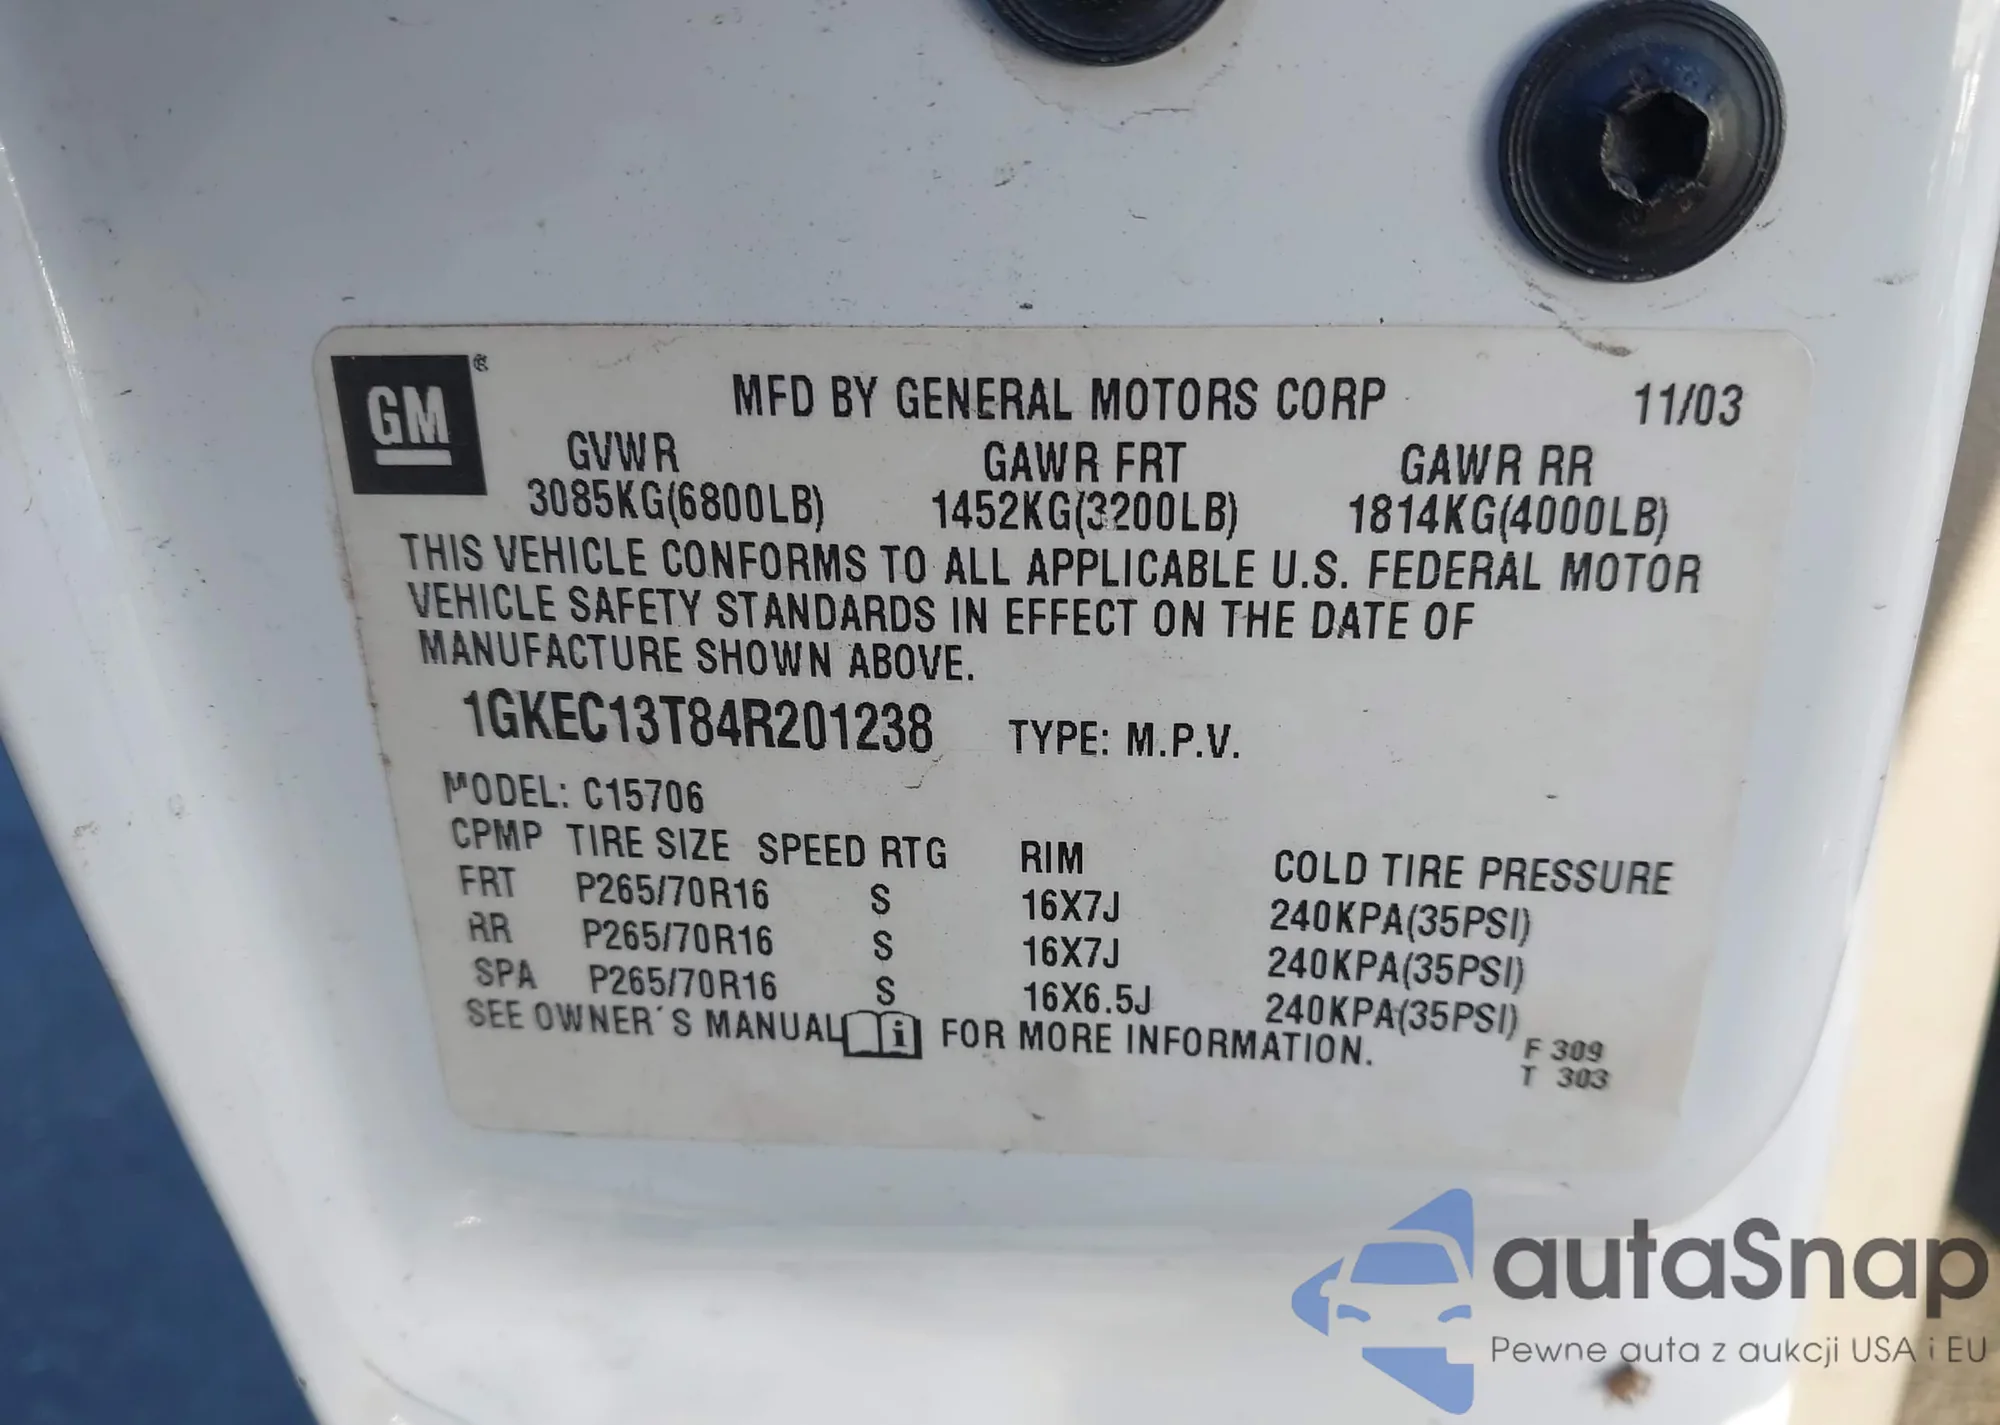 GM ®
MFD BY GENERAL MOTORS CORP 11/03
GVWR GAWR FRT GAWR RR
3085KG(6800LB) 1452KG(3200LB) 1814KG(4000LB)
THIS VEHICLE CONFORMS TO ALL APPLICABLE U.S. FEDERAL MOTOR
VEHICLE SAFETY STANDARDS IN EFFECT ON THE DATE OF
MANUFACTURE SHOWN ABOVE.
1GKEC13T84R201238 TYPE: M.P.V.
MODEL: C15706
CPMP TIRE SIZE SPEED RTG RIM COLD TIRE PRESSURE
FRT P265/70R16 S 16X7J 240KPA(35PSI)
RR P265/70R16 S 16X7J 240KPA(35PSI)
SPA P265/70R16 S 16X6.5J 240KPA(35PSI)
SEE OWNER´S MANUAL i FOR MORE INFORMATION.
F 309
T 303
autaSnap
Pewne auta z aukcji USA i EU